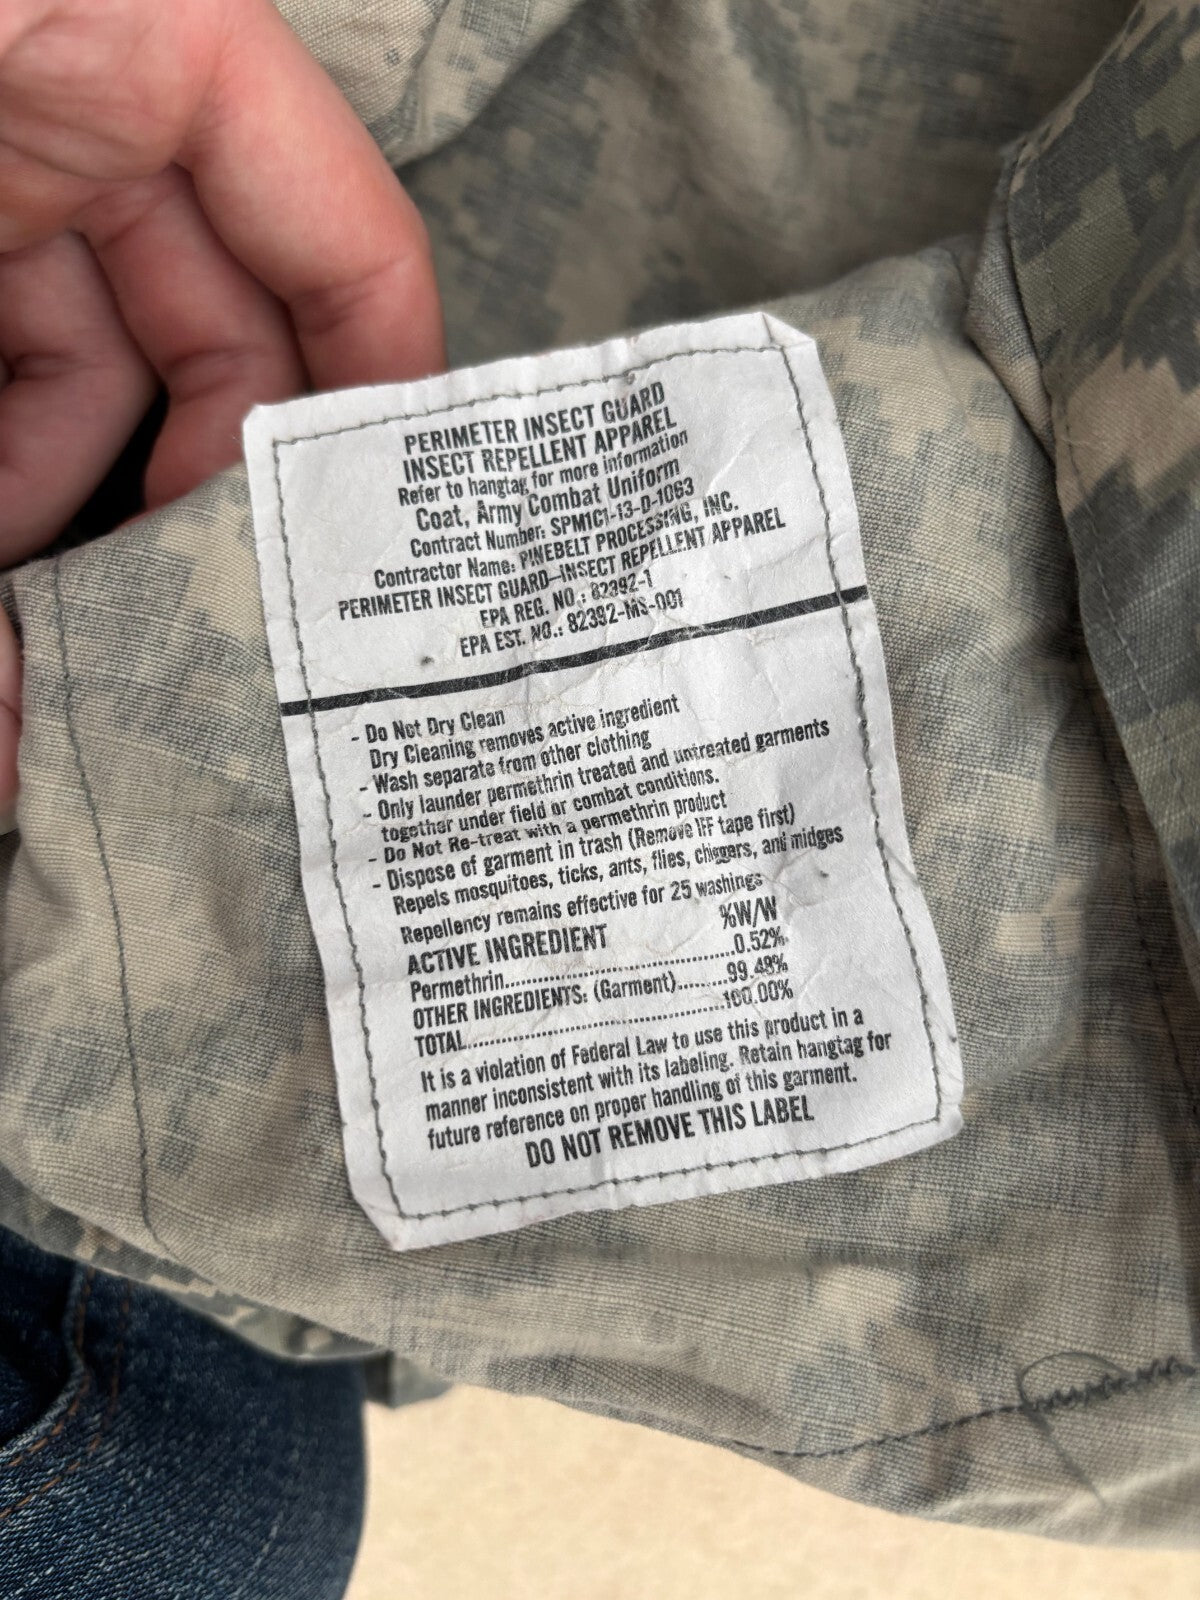 PERIMETER INSECT GUARD
INSECT REPELLENT APPAREL
Refer to hangtag for more information
Coat, Army Combat Uniform
Contract Number: SPM1C1-13-D-1063
Contractor Name: PINEBELT PROCESSING, INC.
PERIMETER INSECT GUARD—INSECT REPELLENT APPAREL
EPA REG. NO.: 82392-1
EPA EST. NO.: 82392-MS-001
- Do Not Dry Clean
Dry Cleaning removes active ingredient
- Wash separate from other clothing
- Only launder permethrin treated and untreated garments
together under field or combat conditions.
- Do Not Re-treat with a permethrin product
- Dispose of garment in trash (Remove IFF tape first)
Repels mosquitoes, ticks, ants, flies, chiggers, and midges
Repellency remains effective for 25 washings
ACTIVE INGREDIENT %W/W
Permethrin..............................0.52%
OTHER INGREDIENTS: (Garment).........99.48%
TOTAL.................................100.00%
It is a violation of Federal Law to use this product in a
manner inconsistent with its labeling. Retain hangtag for
future reference on proper handling of this garment.
DO NOT REMOVE THIS LABEL